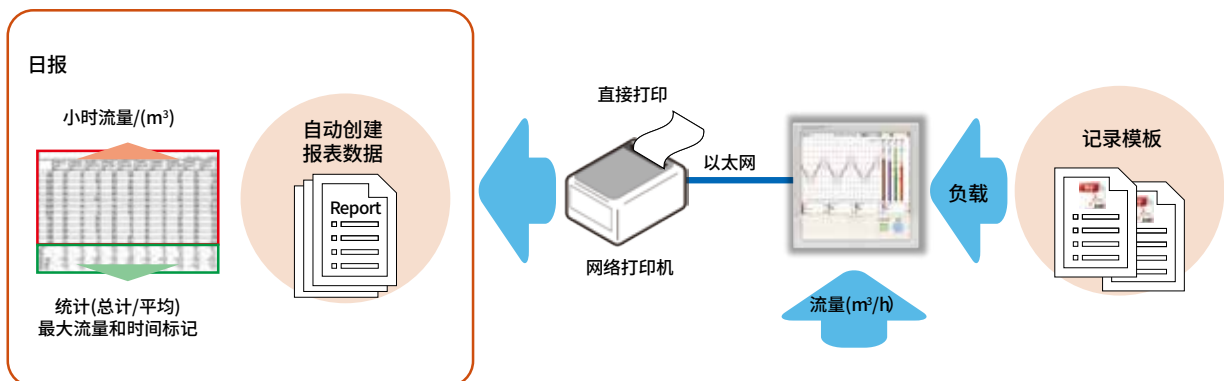 日报
小时流量/(m³)
自动创建
报表数据
Report
统计(总计/平均)
最大流量和时间标记
直接打印
网络打印机
以太网
流量(m³/h)
负载
记录模板